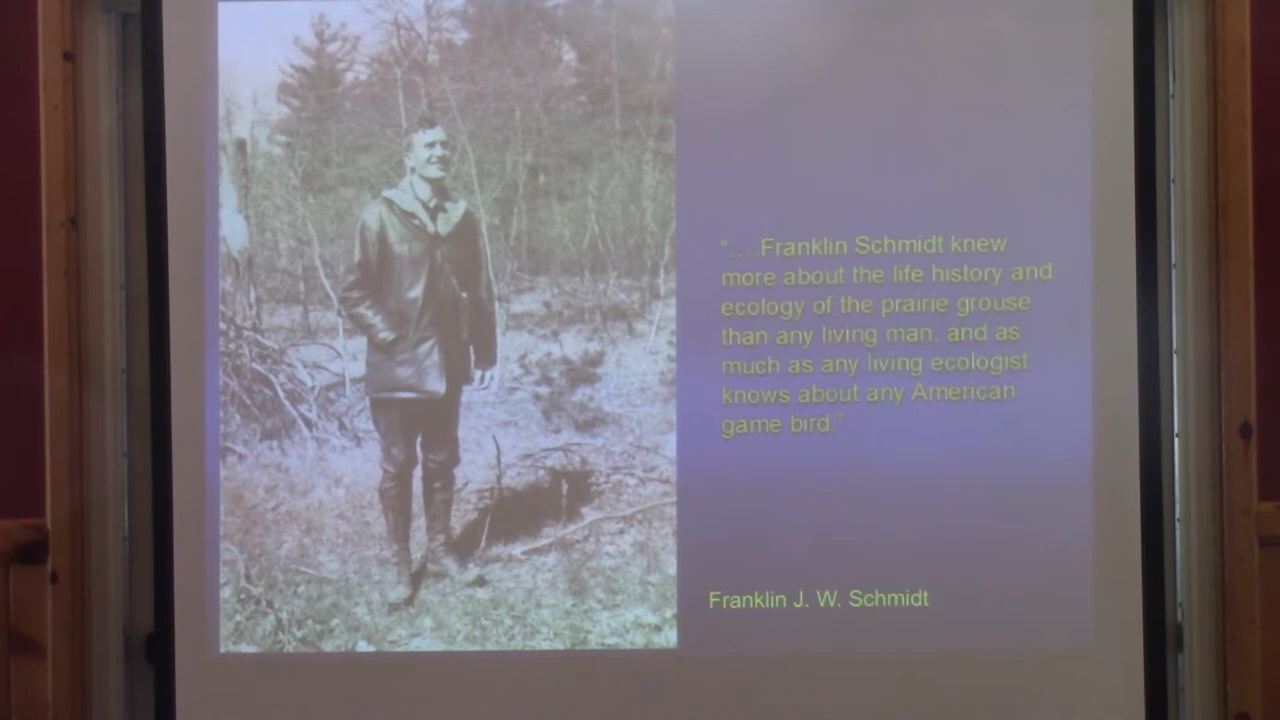 “....Franklin Schmidt knew
more about the life history and
ecology of the prairie grouse
than any living man, and as
much as any living ecologist
knows about any American
game bird.”
Franklin J. W. Schmidt